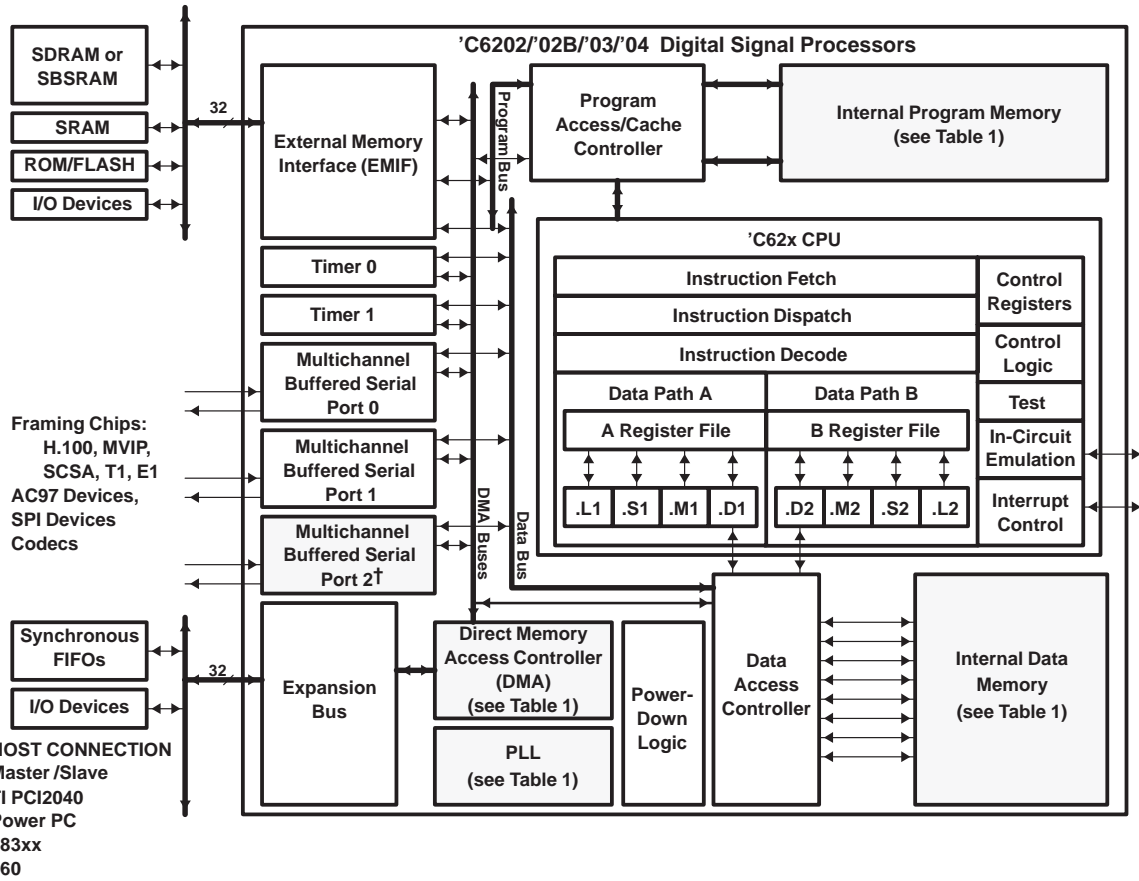 'C6202/'02B/'03/'04 Digital Signal Processors
SDRAM or
SBSRAM
SRAM
ROM/FLASH
I/O Devices
32
External Memory
Interface (EMIF)
Program Bus
Program
Access/Cache
Controller
Internal Program Memory
(see Table 1)
Timer 0
Timer 1
Multichannel
Buffered Serial
Port 0
Multichannel
Buffered Serial
Port 1
Multichannel
Buffered Serial
Port 2†
Framing Chips:
H.100, MVIP,
SCSA, T1, E1
AC97 Devices,
SPI Devices
Codecs
DMA Buses
Data Bus
'C62x CPU
Instruction Fetch
Instruction Dispatch
Instruction Decode
Control
Registers
Control
Logic
Test
In-Circuit
Emulation
Interrupt
Control
Data Path A
Data Path B
A Register File
B Register File
.L1 .S1 .M1 .D1
.D2 .M2 .S2 .L2
Synchronous
FIFOs
I/O Devices
32
Expansion
Bus
Direct Memory
Access Controller
(DMA)
(see Table 1)
PLL
(see Table 1)
Power-
Down
Logic
Data
Access
Controller
Internal Data
Memory
(see Table 1)
HOST CONNECTION
Master /Slave
TI PCI2040
Power PC
83xx
60